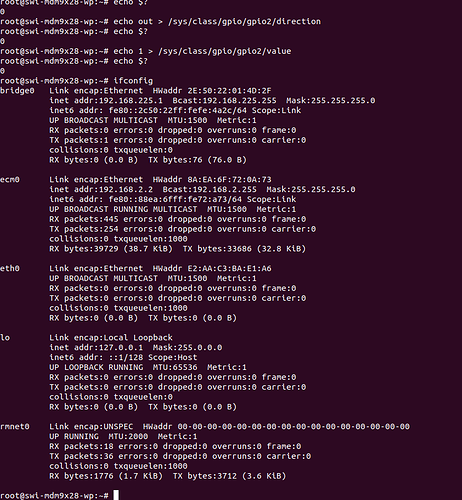 root@swi-mdm9x28-wp:~# echo $?
0
root@swi-mdm9x28-wp:~# echo out > /sys/class/gpio/gpio2/direction
root@swi-mdm9x28-wp:~# echo $?
0
root@swi-mdm9x28-wp:~# echo 1 > /sys/class/gpio/gpio2/value
root@swi-mdm9x28-wp:~# echo $?
0
root@swi-mdm9x28-wp:~# ifconfig
bridge0 Link encap:Ethernet HWaddr 2E:50:22:01:4D:2F
inet addr:192.168.225.1 Bcast:192.168.225.255 Mask:255.255.255.0
inet6 addr: fe80::2c50:22ff:fefe:4a2c/64 Scope:Link
UP BROADCAST MULTICAST MTU:1500 Metric:1
RX packets:0 errors:0 dropped:0 overruns:0 frame:0
TX packets:1 errors:0 dropped:0 overruns:0 carrier:0
collisions:0 txqueuelen:0
RX bytes:0 (0.0 B) TX bytes:76 (76.0 B)
ecm0 Link encap:Ethernet HWaddr 8A:EA:6F:72:0A:73
inet addr:192.168.2.2 Bcast:192.168.2.255 Mask:255.255.255.0
inet6 addr: fe80::88ea:6fff:fe72:a73/64 Scope:Link
UP BROADCAST RUNNING MULTICAST MTU:1500 Metric:1
RX packets:445 errors:0 dropped:0 overruns:0 frame:0
TX packets:254 errors:0 dropped:0 overruns:0 carrier:0
collisions:0 txqueuelen:1000
RX bytes:39729 (38.7 KiB) TX bytes:33686 (32.8 KiB)
eth0 Link encap:Ethernet HWaddr E2:AA:C3:BA:E1:A6
UP BROADCAST MULTICAST MTU:1500 Metric:1
RX packets:0 errors:0 dropped:0 overruns:0 frame:0
TX packets:0 errors:0 dropped:0 overruns:0 carrier:0
collisions:0 txqueuelen:1000
RX bytes:0 (0.0 B) TX bytes:0 (0.0 B)
lo Link encap:Local Loopback
inet addr:127.0.0.1 Mask:255.0.0.0
inet6 addr: ::1/128 Scope:Host
UP LOOPBACK RUNNING MTU:65536 Metric:1
RX packets:0 errors:0 dropped:0 overruns:0 frame:0
TX packets:0 errors:0 dropped:0 overruns:0 carrier:0
collisions:0 txqueuelen:0
RX bytes:0 (0.0 B) TX bytes:0 (0.0 B)
rmnet0 Link encap:UNSPEC HWaddr 00-00-00-00-00-00-00-00-00-00-00-00-00-00-00-00
UP RUNNING MTU:2000 Metric:1
RX packets:18 errors:0 dropped:0 overruns:0 frame:0
TX packets:36 errors:0 dropped:0 overruns:0 carrier:0
collisions:0 txqueuelen:1000
RX bytes:1776 (1.7 KiB) TX bytes:3712 (3.6 KiB)
root@swi-mdm9x28-wp:~#